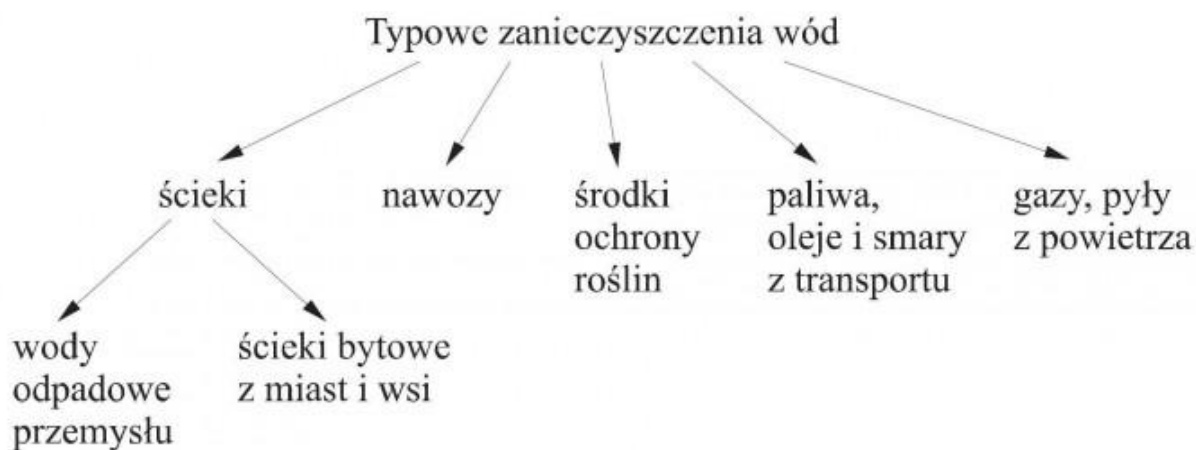 Typowe zanieczyszczenia wód
ścieki
nawozy
środki
ochrony
roślin
paliwa,
oleje i smary
z transportu
gazy, pyły
z powietrza
wody
odpadowe
przemysłu
ścieki bytowe
z miast i wsi